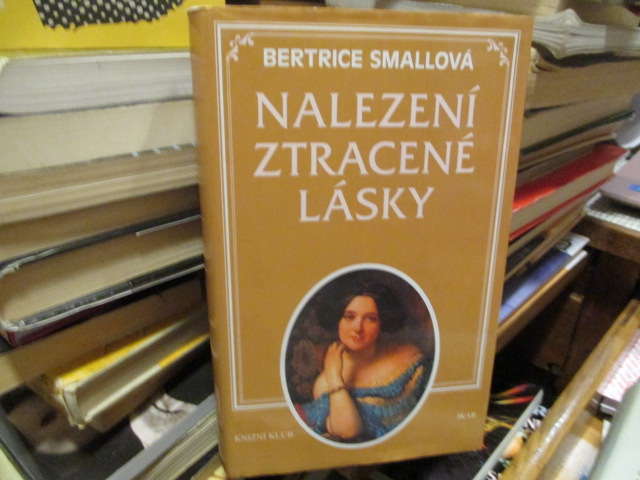 BERTRICE SMALLOVÁ
NALEZENÍ
ZTRACENÉ
LÁSKY
KNIŽNÍ KLUB
IKAR